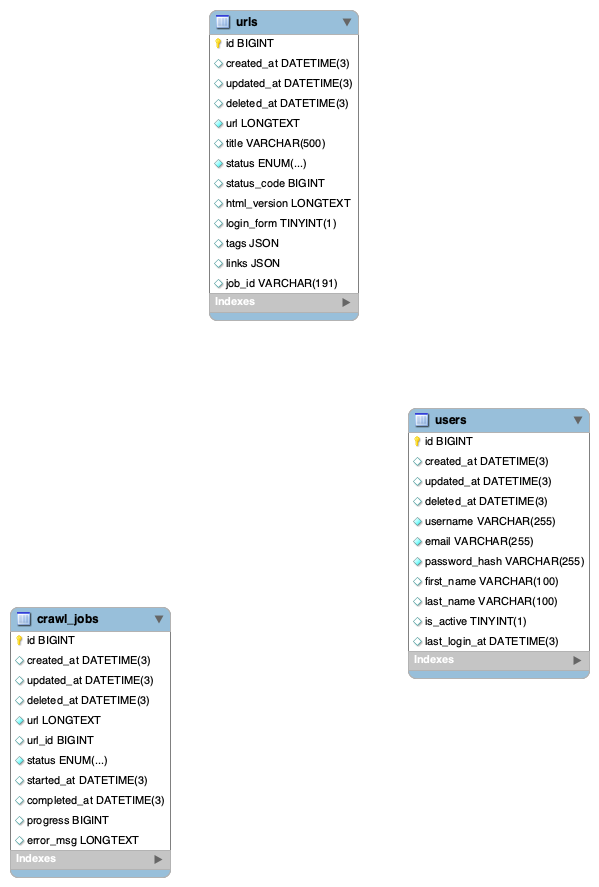 urls
id BIGINT
created_at DATETIME(3)
updated_at DATETIME(3)
deleted_at DATETIME(3)
url LONGTEXT
title VARCHAR(500)
status ENUM(...)
status_code BIGINT
html_version LONGTEXT
login_form TINYINT(1)
tags JSON
links JSON
job_id VARCHAR(191)
Indexes
users
id BIGINT
created_at DATETIME(3)
updated_at DATETIME(3)
deleted_at DATETIME(3)
username VARCHAR(255)
email VARCHAR(255)
password_hash VARCHAR(255)
first_name VARCHAR(100)
last_name VARCHAR(100)
is_active TINYINT(1)
last_login_at DATETIME(3)
Indexes
crawl_jobs
id BIGINT
created_at DATETIME(3)
updated_at DATETIME(3)
deleted_at DATETIME(3)
url LONGTEXT
url_id BIGINT
status ENUM(...)
started_at DATETIME(3)
completed_at DATETIME(3)
progress BIGINT
error_msg LONGTEXT
Indexes